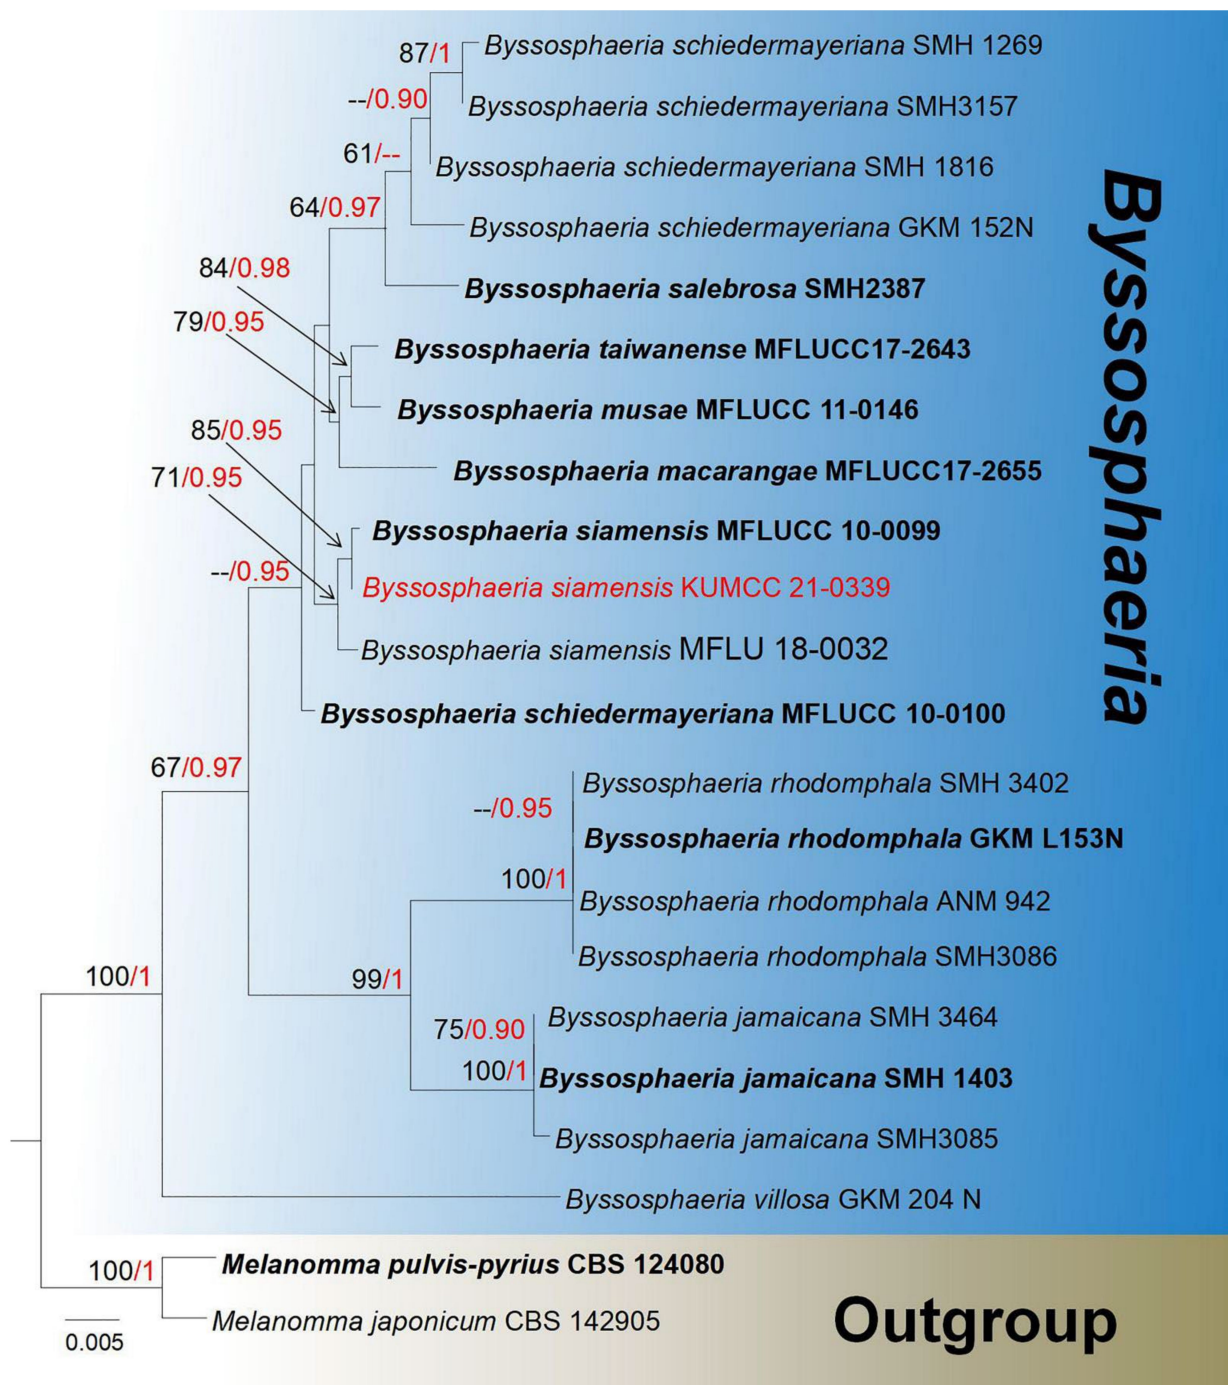 87/1
Byssosphaeria schiedermayeriana SMH 1269
--/0.90
Byssosphaeria schiedermayeriana SMH3157
61/--
Byssosphaeria schiedermayeriana SMH 1816
64/0.97
Byssosphaeria schiedermayeriana GKM 152N
84/0.98
Byssosphaeria salebrosa SMH2387
79/0.95
Byssosphaeria taiwanense MFLUCC17-2643
Byssosphaeria musae MFLUCC 11-0146
85/0.95
Byssosphaeria macarangae MFLUCC17-2655
71/0.95
Byssosphaeria siamensis MFLUCC 10-0099
--/0.95
Byssosphaeria siamensis KUMCC 21-0339
Byssosphaeria siamensis MFLU 18-0032
Byssosphaeria schiedermayeriana MFLUCC 10-0100
67/0.97
Byssosphaeria rhodomphala SMH 3402
--/0.95
Byssosphaeria rhodomphala GKM L153N
100/1
Byssosphaeria rhodomphala ANM 942
Byssosphaeria rhodomphala SMH3086
100/1
99/1
Byssosphaeria jamaicana SMH 3464
75/0.90
100/1
Byssosphaeria jamaicana SMH 1403
Byssosphaeria jamaicana SMH3085
Byssosphaeria villosa GKM 204 N
Byssosphaeria
100/1
Melanomma pulvis-pyrius CBS 124080
Melanomma japonicum CBS 142905
Outgroup
0.005